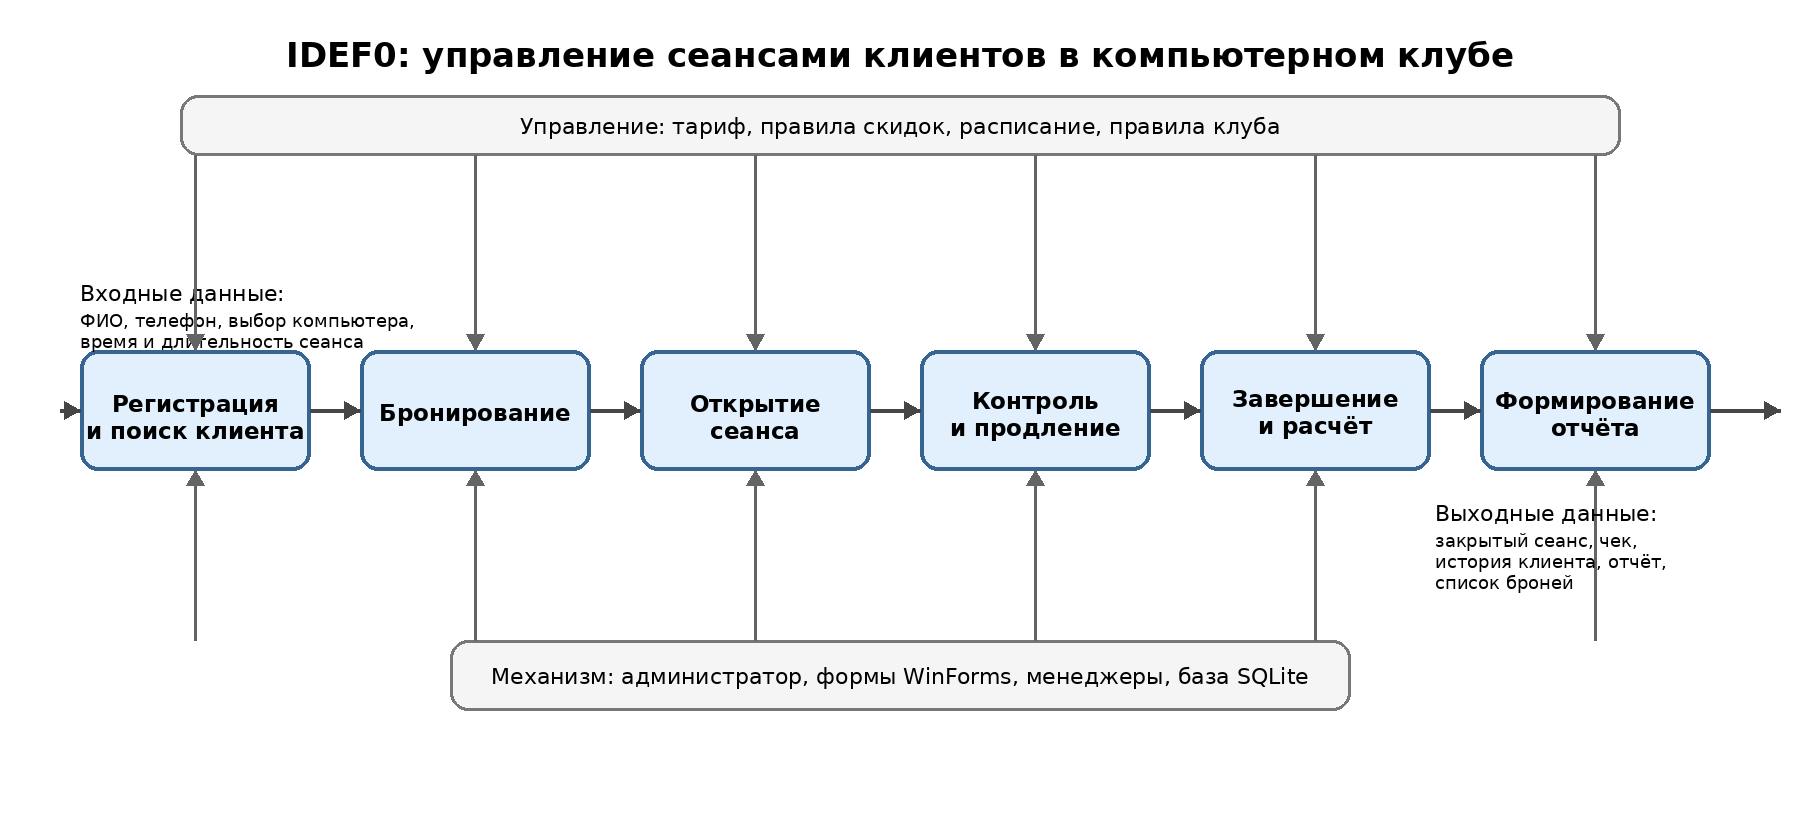 IDEF0: управление сеансами клиентов в компьютерном клубе
Управление: тариф, правила скидок, расписание, правила клуба
Входные данные:
ФИО, телефон, выбор компьютера,
время и длительность сеанса
Регистрация
и поиск клиента
Бронирование
Открытие
сеанса
Контроль
и продление
Завершение
и расчёт
Формирование
отчёта
Выходные данные:
закрытый сеанс, чек,
история клиента, отчёт,
список броней
Механизм: администратор, формы WinForms, менеджеры, база SQLite